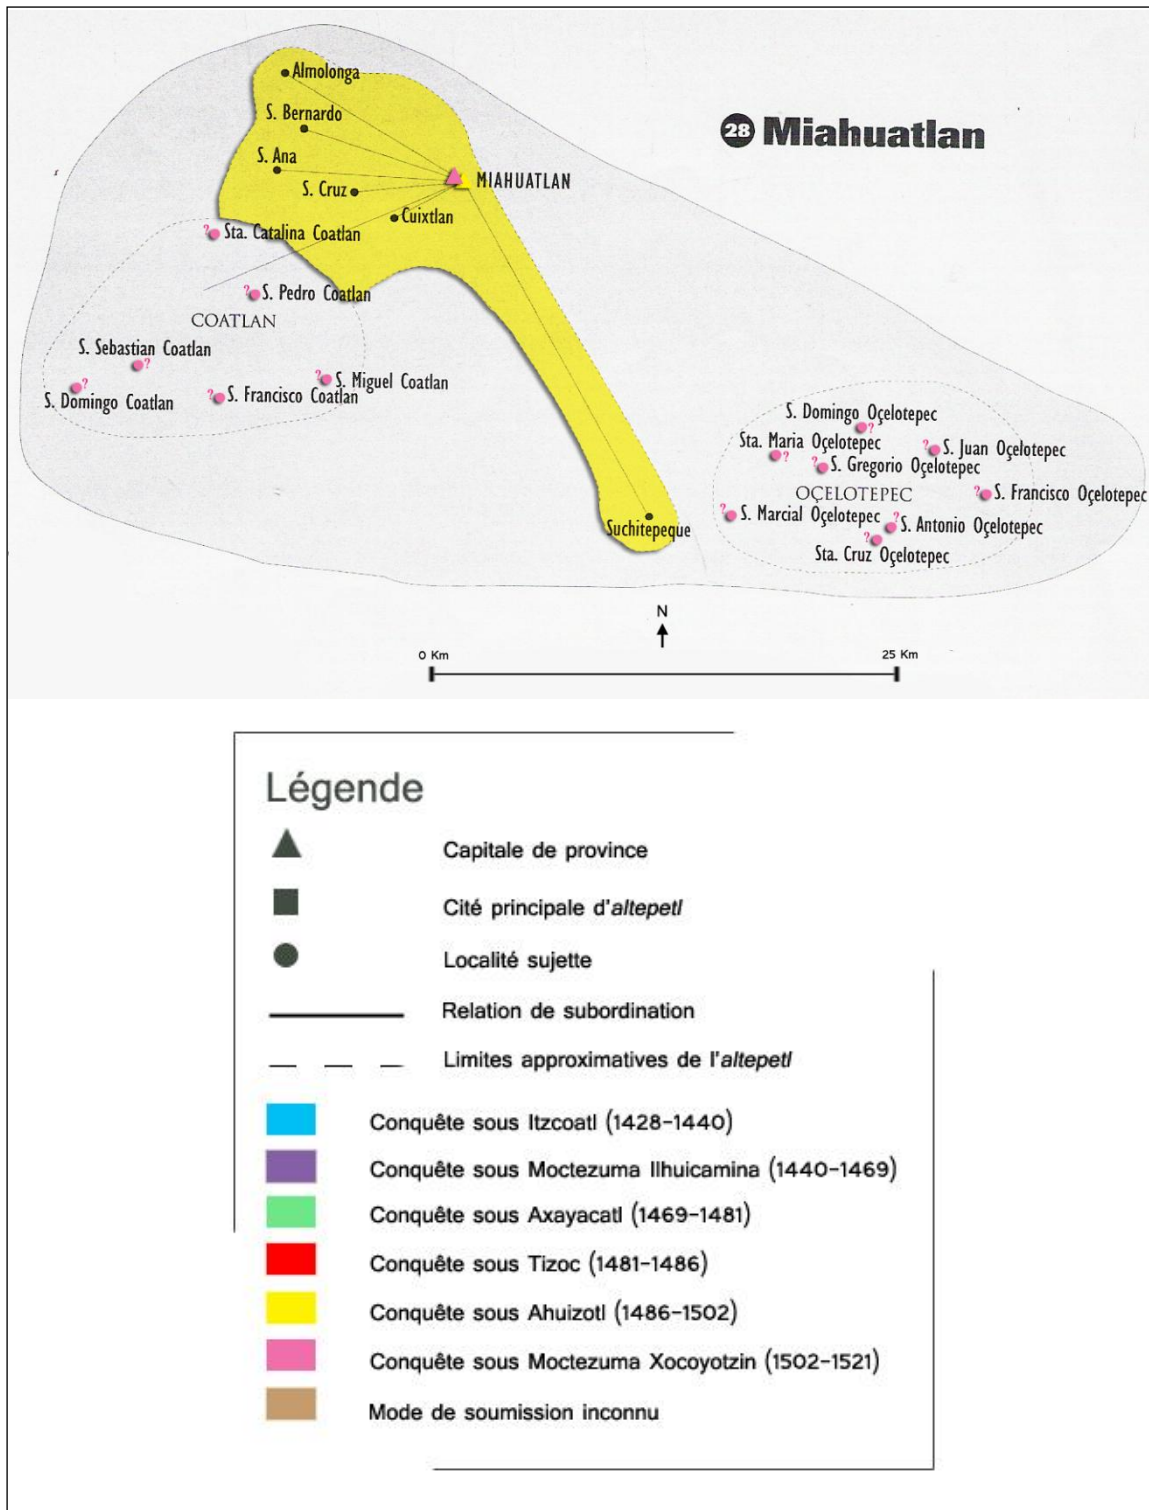 Almolonga
S. Bernardo
28 Miahuatlan
S. Ana
S. Cruz
MIAHUATLAN
Cuixtlan
? Sta. Catalina Coatlan
? S. Pedro Coatlan
COATLAN
S. Sebastian Coatlan
?
? S. Miguel Coatlan
?
S. Domingo Coatlan
? S. Francisco Coatlan
S. Domingo Oçelotepec
?
Sta. Maria Oçelotepec
?
? S. Juan Oçelotepec
? S. Gregorio Oçelotepec
OÇELOTEPEC
? S. Francisco Oçelotepec
? S. Marcial Oçelotepec
? S. Antonio Oçelotepec
?
Sta. Cruz Oçelotepec
Suchitepeque
N
0 Km
25 Km
Légende
Capitale de province
Cité principale d'altepetl
Localité sujette
Relation de subordination
Limites approximatives de l'altepetl
Conquête sous Itzcoatl (1428-1440)
Conquête sous Moctezuma Ilhuicamina (1440-1469)
Conquête sous Axayacatl (1469-1481)
Conquête sous Tizoc (1481-1486)
Conquête sous Ahuizotl (1486-1502)
Conquête sous Moctezuma Xocoyotzin (1502-1521)
Mode de soumission inconnu